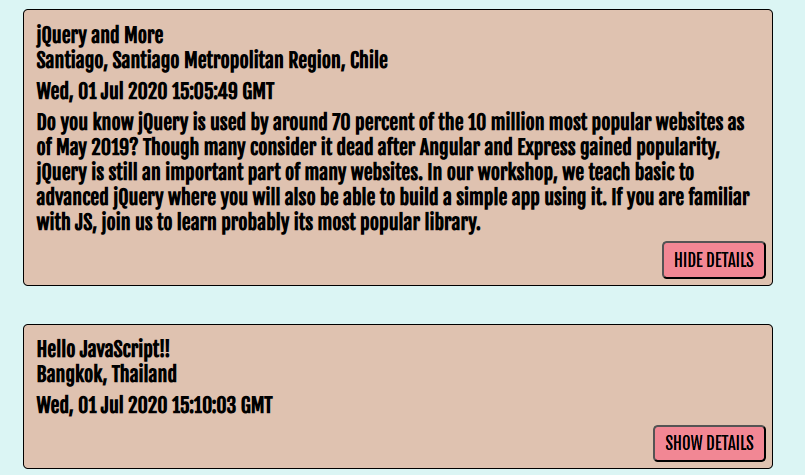 jQuery and More
Santiago, Santiago Metropolitan Region, Chile
Wed, 01 Jul 2020 15:05:49 GMT
Do you know jQuery is used by around 70 percent of the 10 million most popular websites as
of May 2019? Though many consider it dead after Angular and Express gained popularity,
jQuery is still an important part of many websites. In our workshop, we teach basic to
advanced jQuery where you will also be able to build a simple app using it. If you are familiar
with JS, join us to learn probably its most popular library.
HIDE DETAILS
Hello JavaScript!!
Bangkok, Thailand
Wed, 01 Jul 2020 15:10:03 GMT
SHOW DETAILS